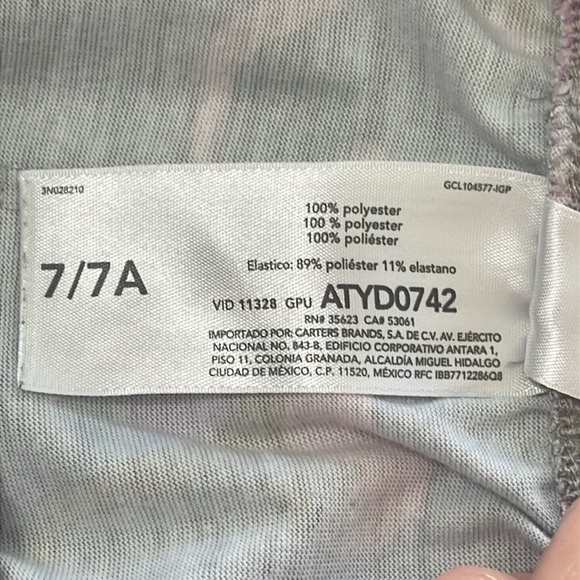 3N028210
GCL104577-IGP
100% polyester
100 % polyester
100% poliéster
7/7A
Elastico: 89% poliéster 11% elastano
VID 11328 GPU ATYD0742
RN# 35623 CA# 53061
IMPORTADO POR: CARTERS BRANDS, S.A. DE C.V. AV. EJÉRCITO
NACIONAL NO. 843-B, EDIFICIO CORPORATIVO ANTARA 1,
PISO 11, COLONIA GRANADA, ALCALDÍA MIGUEL HIDALGO
CIUDAD DE MÉXICO, C.P. 11520, MÉXICO RFC IBB7712286Q8